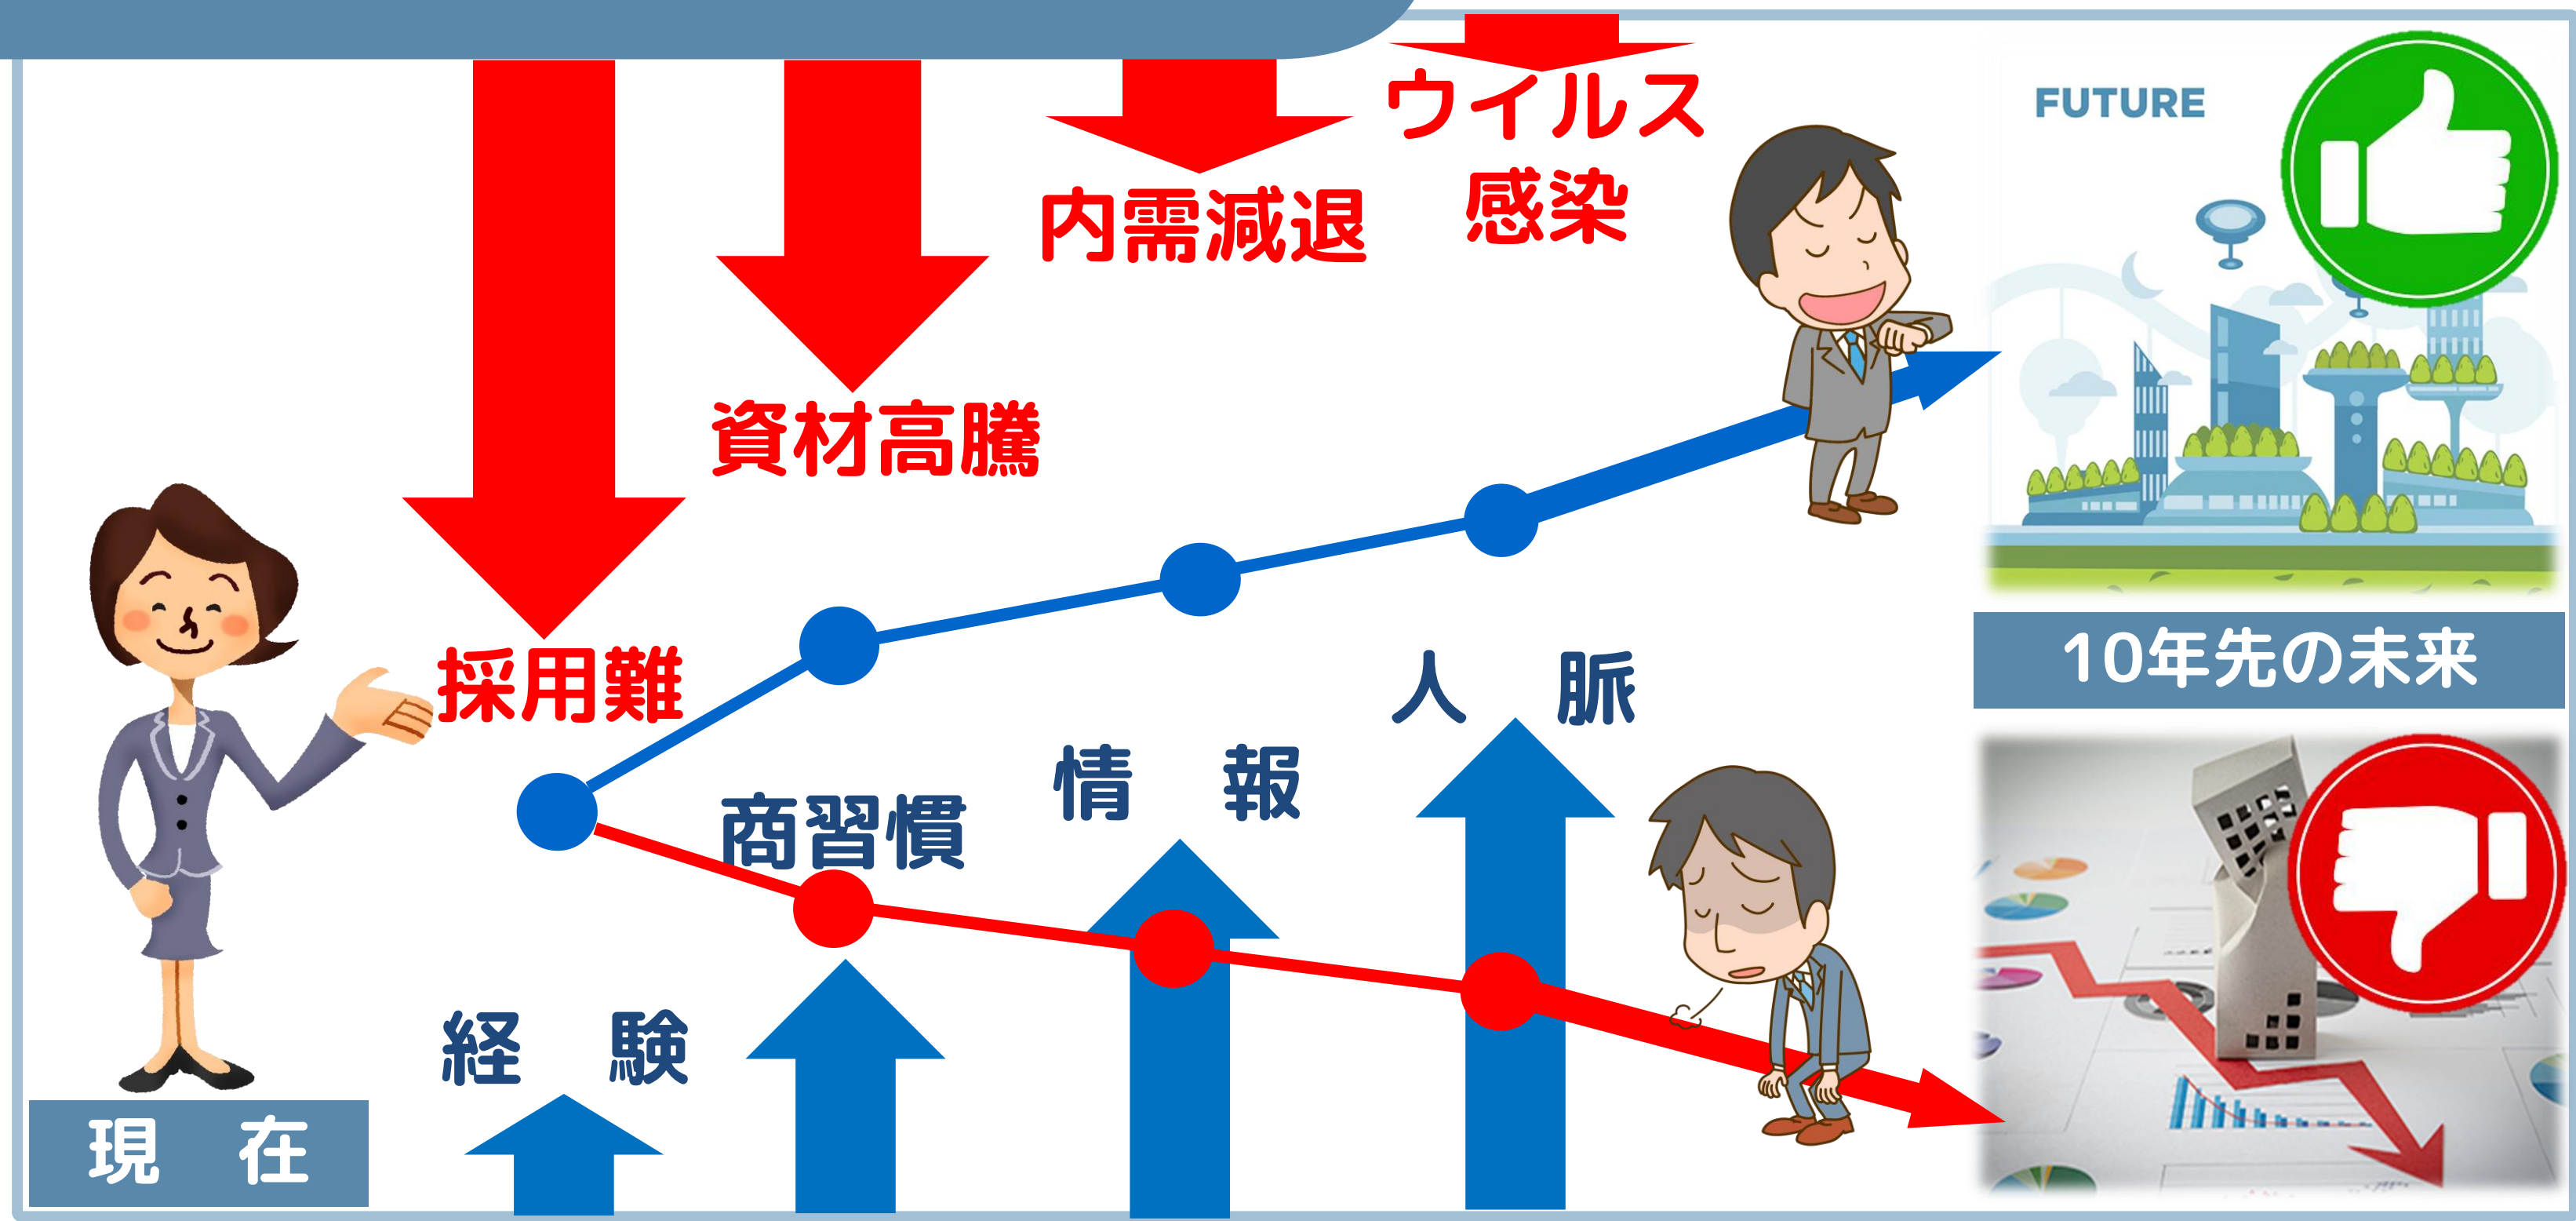 ウイルス
感染
FUTURE
内需減退
資材高騰
採用難
10年先の未来
人　脈
情　報
商習慣
経　験
現　在